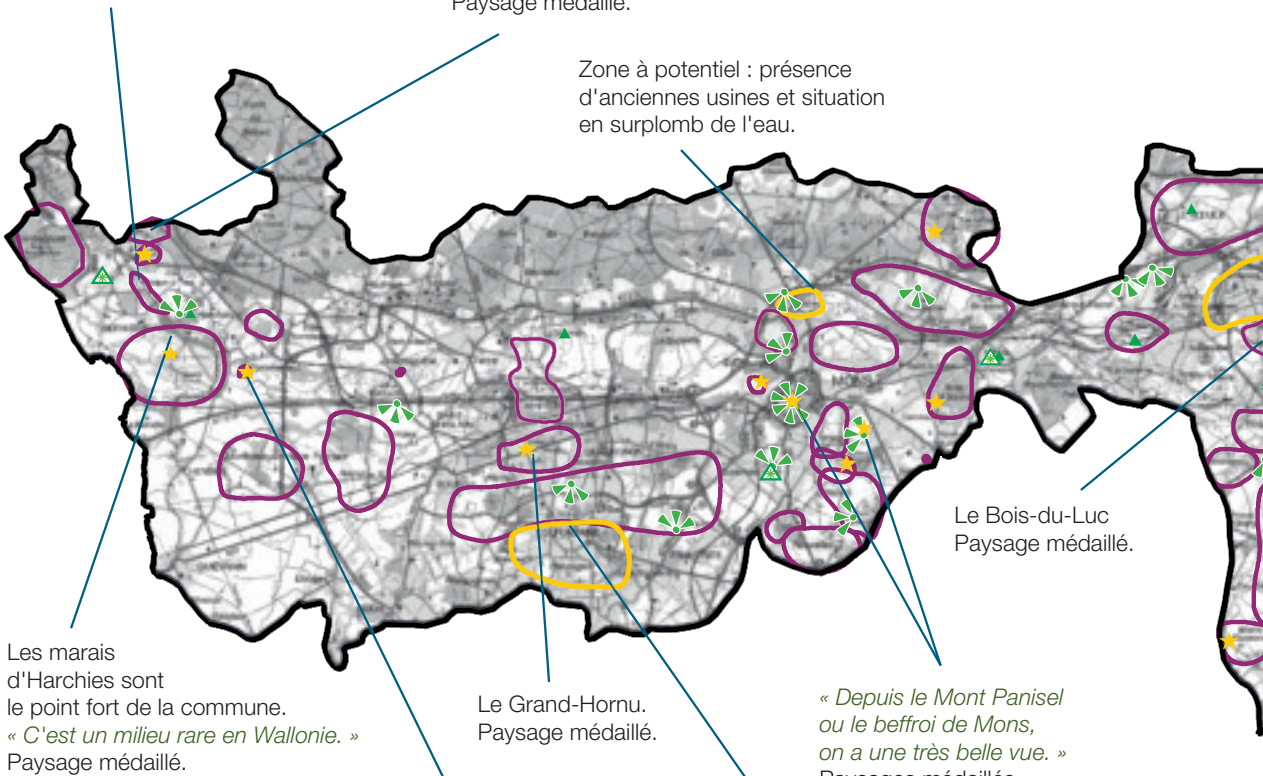 Paysage médaillé.
Zone à potentiel : présence
d'anciennes usines et situation
en surplomb de l'eau.
Le Bois-du-Luc
Paysage médaillé.
Les marais
d'Harchies sont
le point fort de la commune.
« C'est un milieu rare en Wallonie. »
Paysage médaillé.
Le Grand-Hornu.
Paysage médaillé.
« Depuis le Mont Panisel
ou le beffroi de Mons,
on a une très belle vue. »
Paysages médaillés